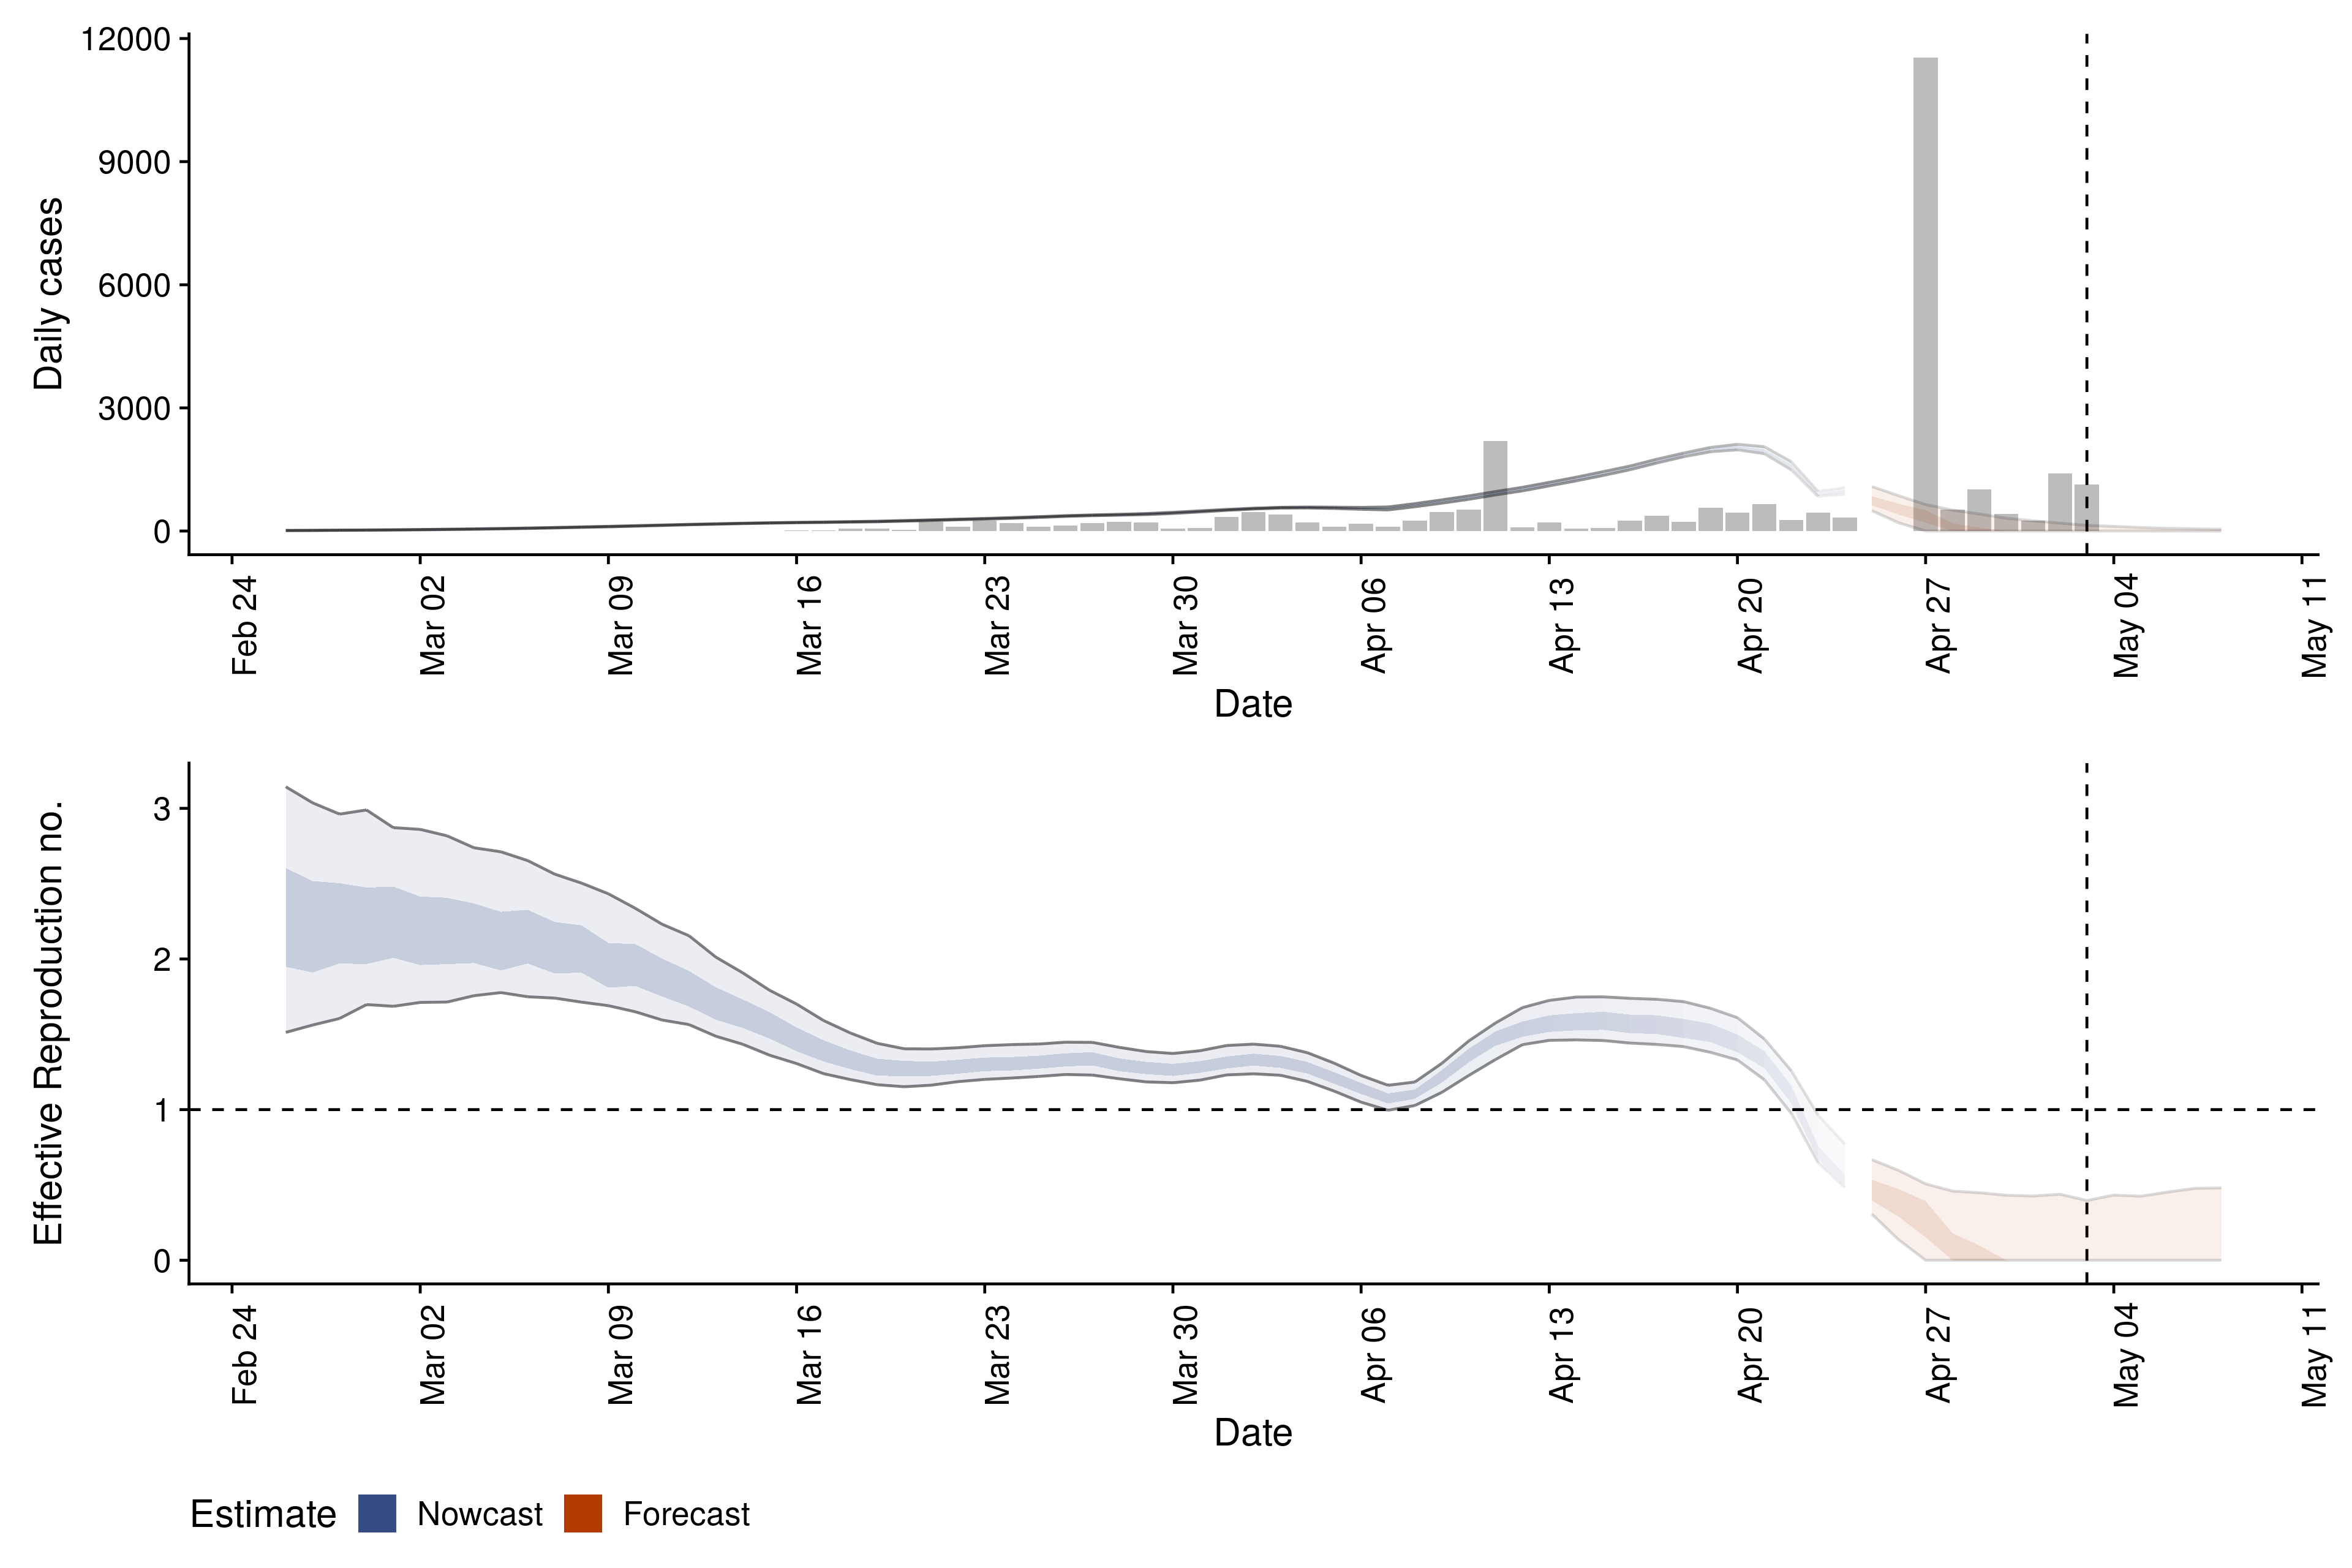 12000
9000
6000
3000
0
Daily cases
Feb 24
Mar 02
Mar 09
Mar 16
Mar 23
Mar 30
Apr 06
Apr 13
Apr 20
Apr 27
May 04
May 11
Date
3
2
1
0
Effective Reproduction no.
Feb 24
Mar 02
Mar 09
Mar 16
Mar 23
Mar 30
Apr 06
Apr 13
Apr 20
Apr 27
May 04
May 11
Date
Estimate Nowcast Forecast